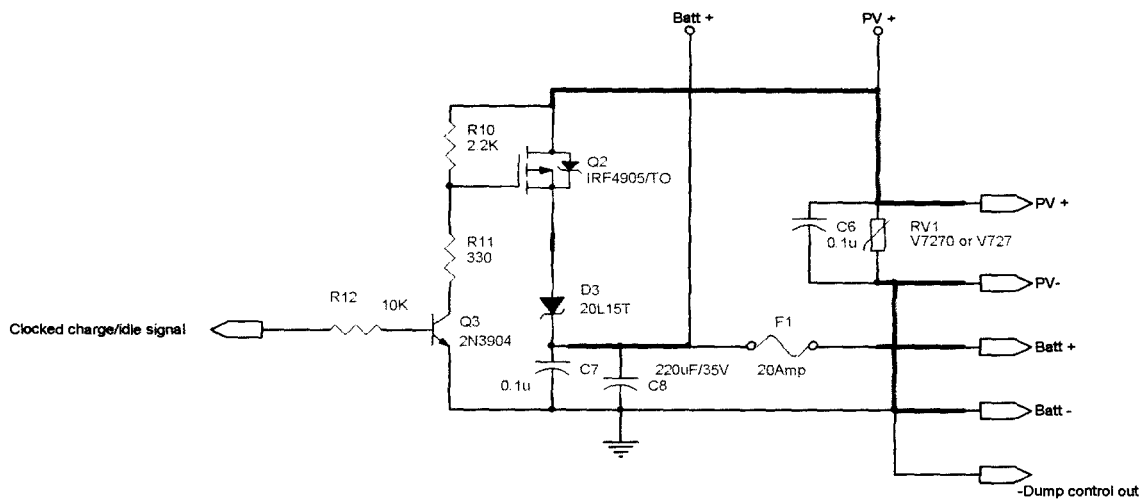 Batt +
PV +
R10
2.2K
Q2
IRF4905/TO
PV +
C6
0.1u
RV1
V7270 or V727
R11
330
PV-
D3
20L15T
R12
10K
Q3
2N3904
F1
Clocked charge/idle signal
Batt +
C7
0.1u
220uF/35V
C8
20Amp
Batt -
-Dump control out